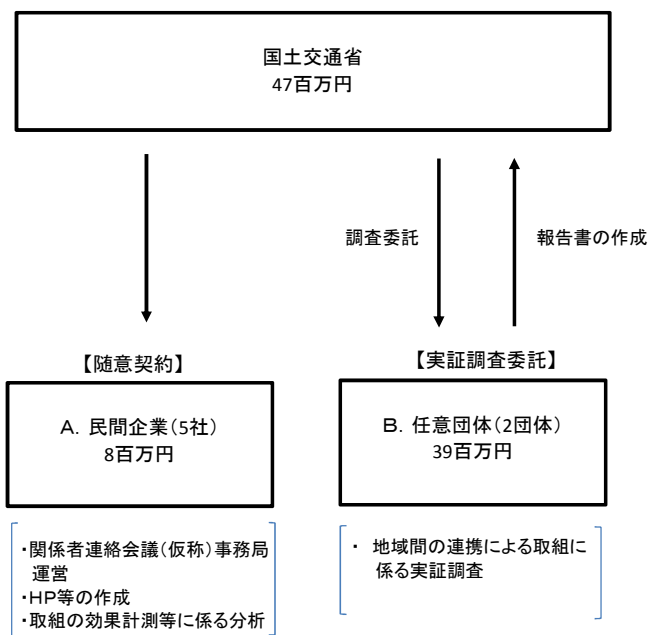 国土交通省
47百万円
調査委託
報告書の作成
【随意契約】
【実証調査委託】
A．民間企業（5社）
8百万円
B．任意団体（2団体）
39百万円
・関係者連絡会議（仮称）事務局
運営
・HP等の作成
・取組の効果計測等に係る分析
・ 地域間の連携による取組に
係る実証調査